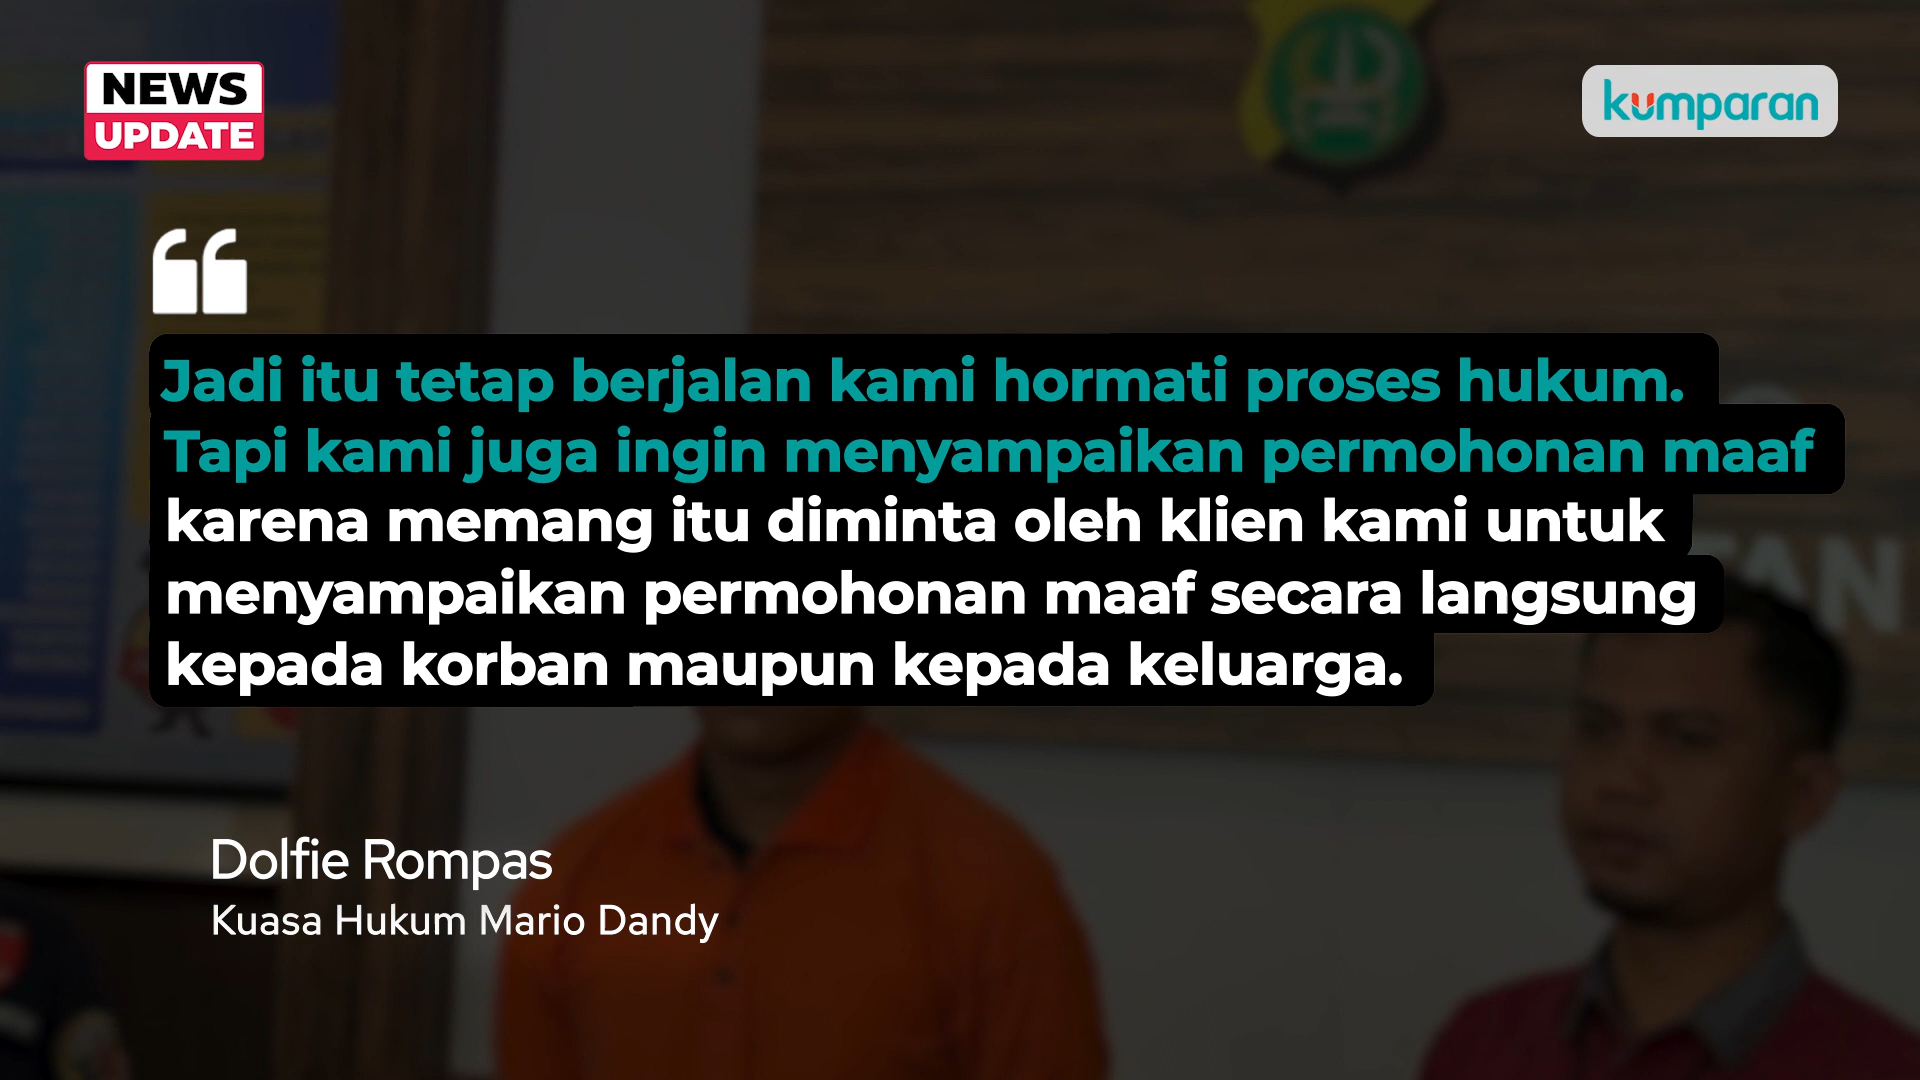 NEWS
UPDATE
kumparan
Jadi itu tetap berjalan kami hormati proses hukum.
Tapi kami juga ingin menyampaikan permohonan maaf
karena memang itu diminta oleh klien kami untuk
menyampaikan permohonan maaf secara langsung
kepada korban maupun kepada keluarga.
Dolfie Rompas
Kuasa Hukum Mario Dandy